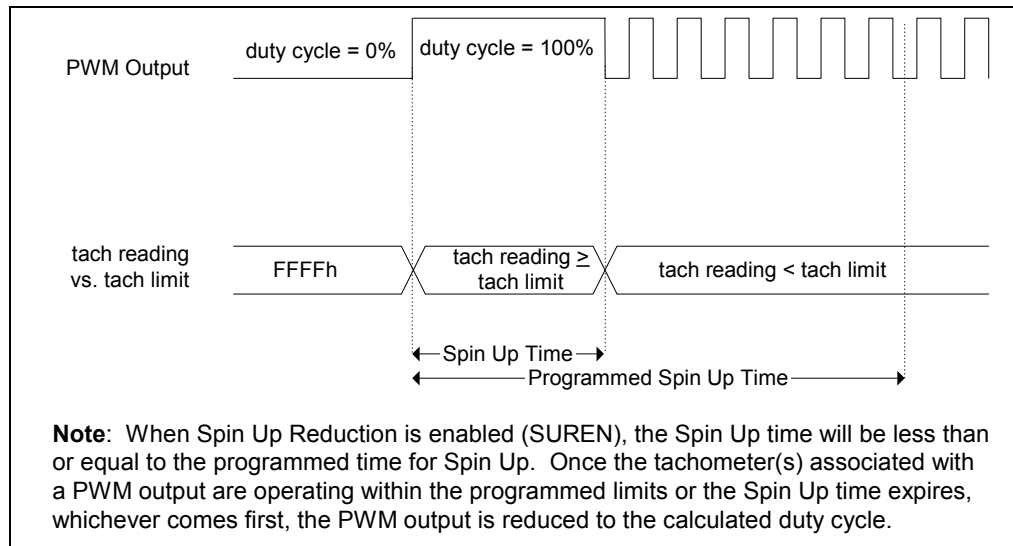 duty cycle = 0%
duty cycle = 100%
PWM Output
tach reading
vs. tach limit
FFFFh
tach reading ≥
tach limit
tach reading < tach limit
Spin Up Time
Programmed Spin Up Time
Note: When Spin Up Reduction is enabled (SUREN), the Spin Up time will be less than
or equal to the programmed time for Spin Up. Once the tachometer(s) associated with
a PWM output are operating within the programmed limits or the Spin Up time expires,
whichever comes first, the PWM output is reduced to the calculated duty cycle.